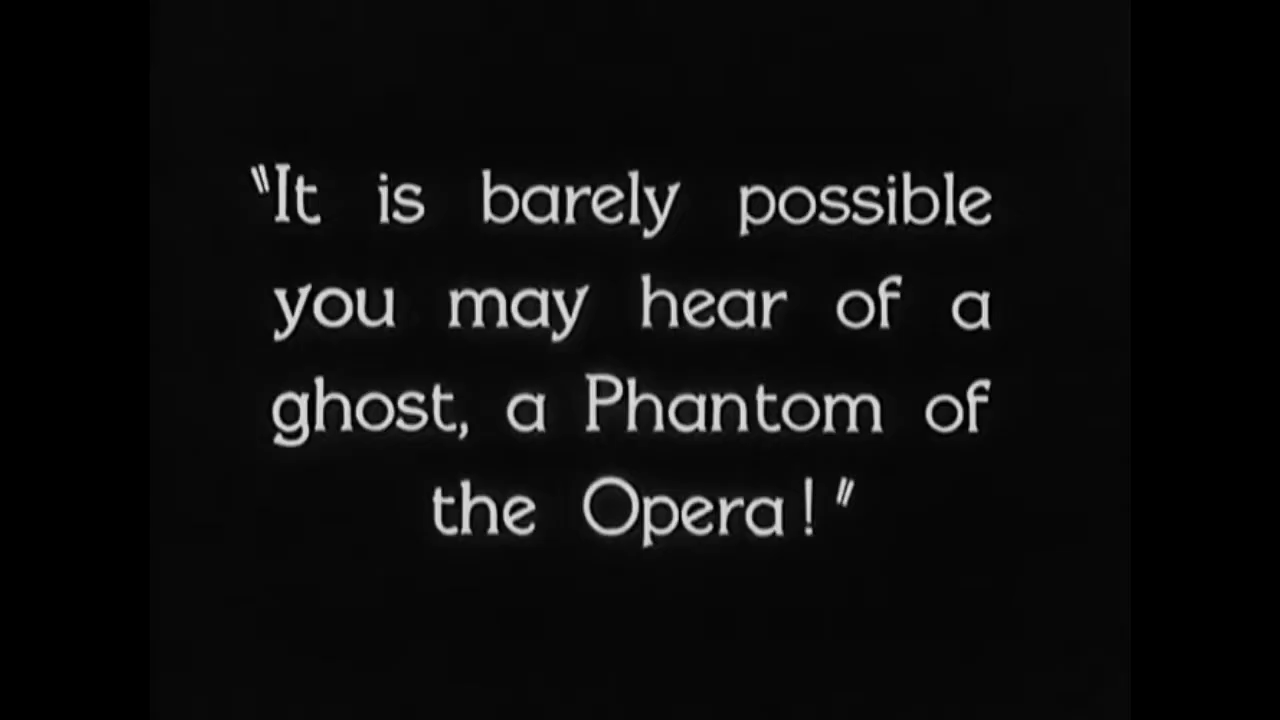 "It is barely possible
you may hear of a
ghost, a Phantom of
the Opera!"